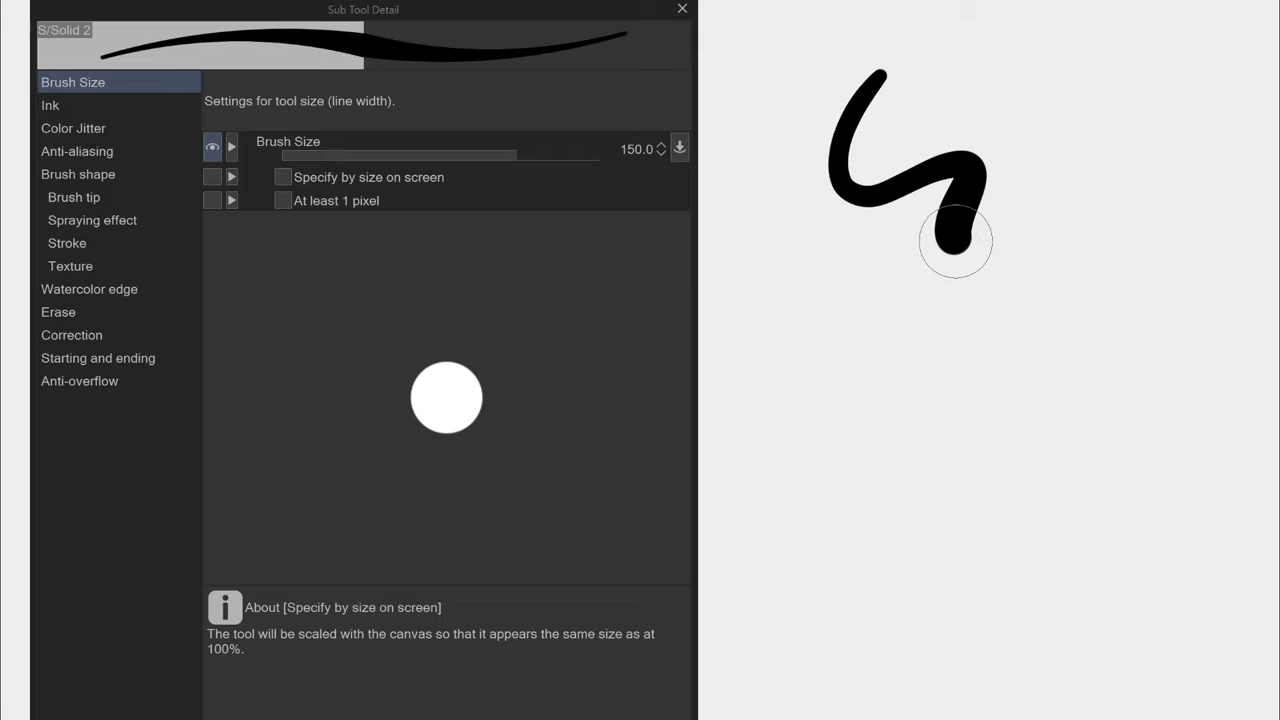 Sub Tool Detail
S/Solid 2
Brush Size
Ink
Color Jitter
Anti-aliasing
Brush shape
Brush tip
Spraying effect
Stroke
Texture
Watercolor edge
Erase
Correction
Starting and ending
Anti-overflow
Settings for tool size (line width).
Brush Size
150.0
Specify by size on screen
At least 1 pixel
About [Specify by size on screen]
The tool will be scaled with the canvas so that it appears the same size as at
100%.